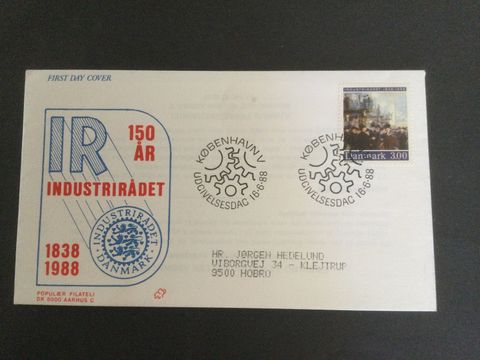 FIRST DAY COVER
IR
150
ÅR
INDUSTRIRÅDET
1838
1988
INDUSTRIRÅDET
DANMARK
POPULÆR FILATELI
DK 8000 AARHUS C
KØBENHAVN V.
UDGIVELSESDAG 16-6-88
KØBENHAVN V.
UDGIVELSESDAG 16-6-88
INDUSTRIRÅDET 1838-1988
Danmark 3.00
HR. JØRGEN HEDELUND
VIBORGVEJ 34 - KLEJTRUP
9500 HOBRO